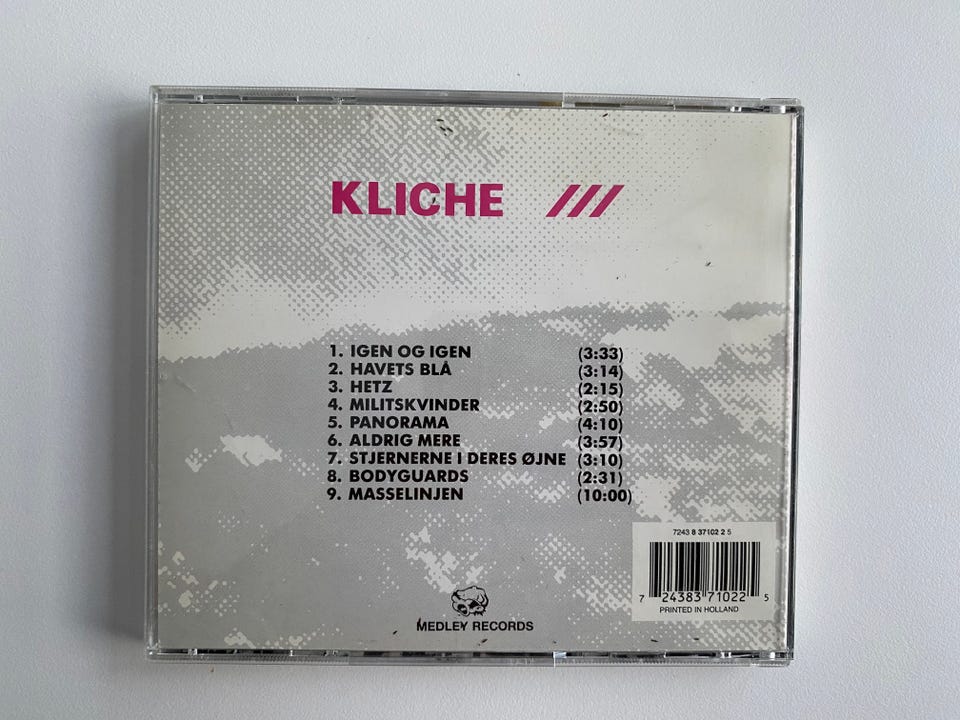 KLICHE ///
1. IGEN OG IGEN (3:33)
2. HAVETS BLÅ (3:14)
3. HETZ (2:15)
4. MILITSKVINDER (2:50)
5. PANORAMA (4:10)
6. ALDRIG MERE (3:57)
7. STJERNERNE I DERES ØJNE (3:10)
8. BODYGUARDS (2:31)
9. MASSELINJEN (10:00)
7243 8 37102 2 5
7 24383 71022 5
PRINTED IN HOLLAND
MEDLEY RECORDS